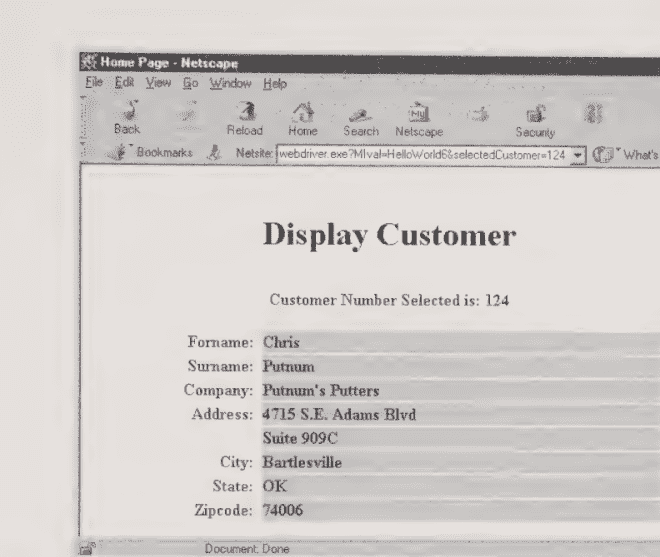 Home Page - Netscape
File Edit View Go Window Help
Back Reload Home Search Netscape Security
Bookmarks Netsite: webdriver.exe?MIval=HelloWorld6&selectedCustomer=124 What's
Display Customer
Customer Number Selected is: 124
Forname: Chris
Surname: Putnum
Company: Putnum's Putters
Address: 4715 S.E. Adams Blvd
Suite 909C
City: Bartlesville
State: OK
Zipcode: 74006
Document: Done